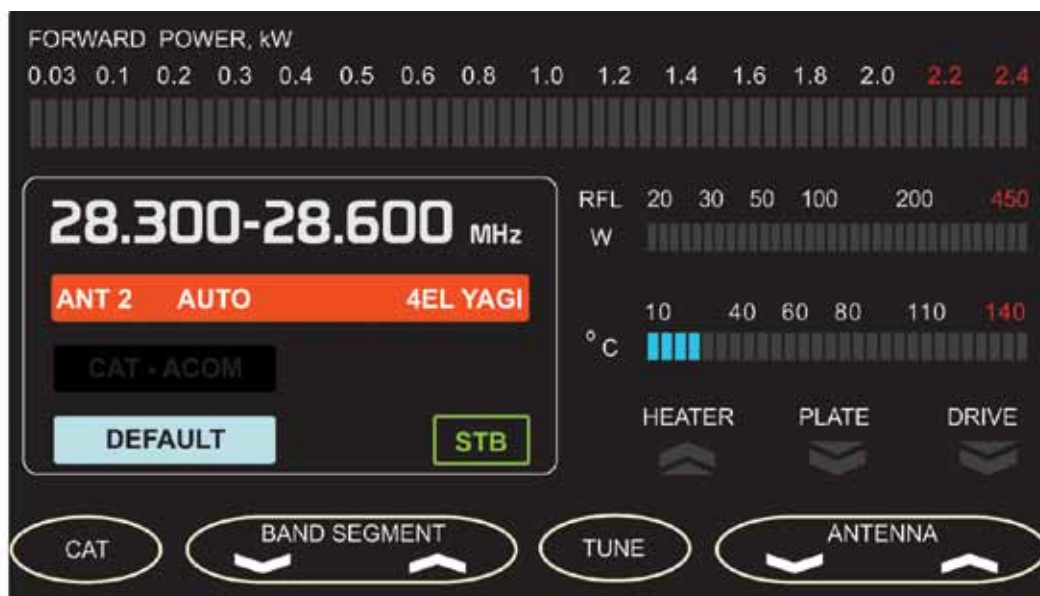 FORWARD POWER, kW
0.03 0.1 0.2 0.3 0.4 0.5 0.6 0.8 1.0 1.2 1.4 1.6 1.8 2.0 2.2 2.4
28.300-28.600 MHz
ANT 2 AUTO 4EL YAGI
CAT - ACOM
DEFAULT STB
RFL 20 30 50 100 200 450
W
10 40 60 80 110 140
°C
HEATER PLATE DRIVE
CAT BAND SEGMENT TUNE ANTENNA